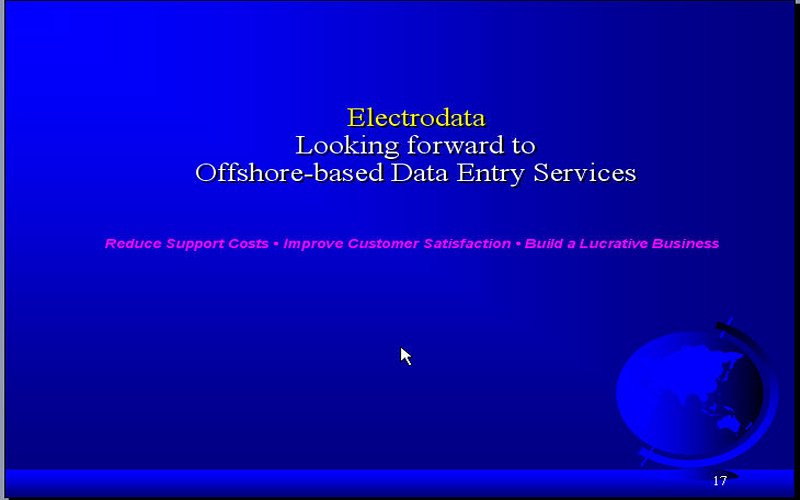 Electrodata
Looking forward to
Offshore-based Data Entry Services
Reduce Support Costs • Improve Customer Satisfaction • Build a Lucrative Business
17